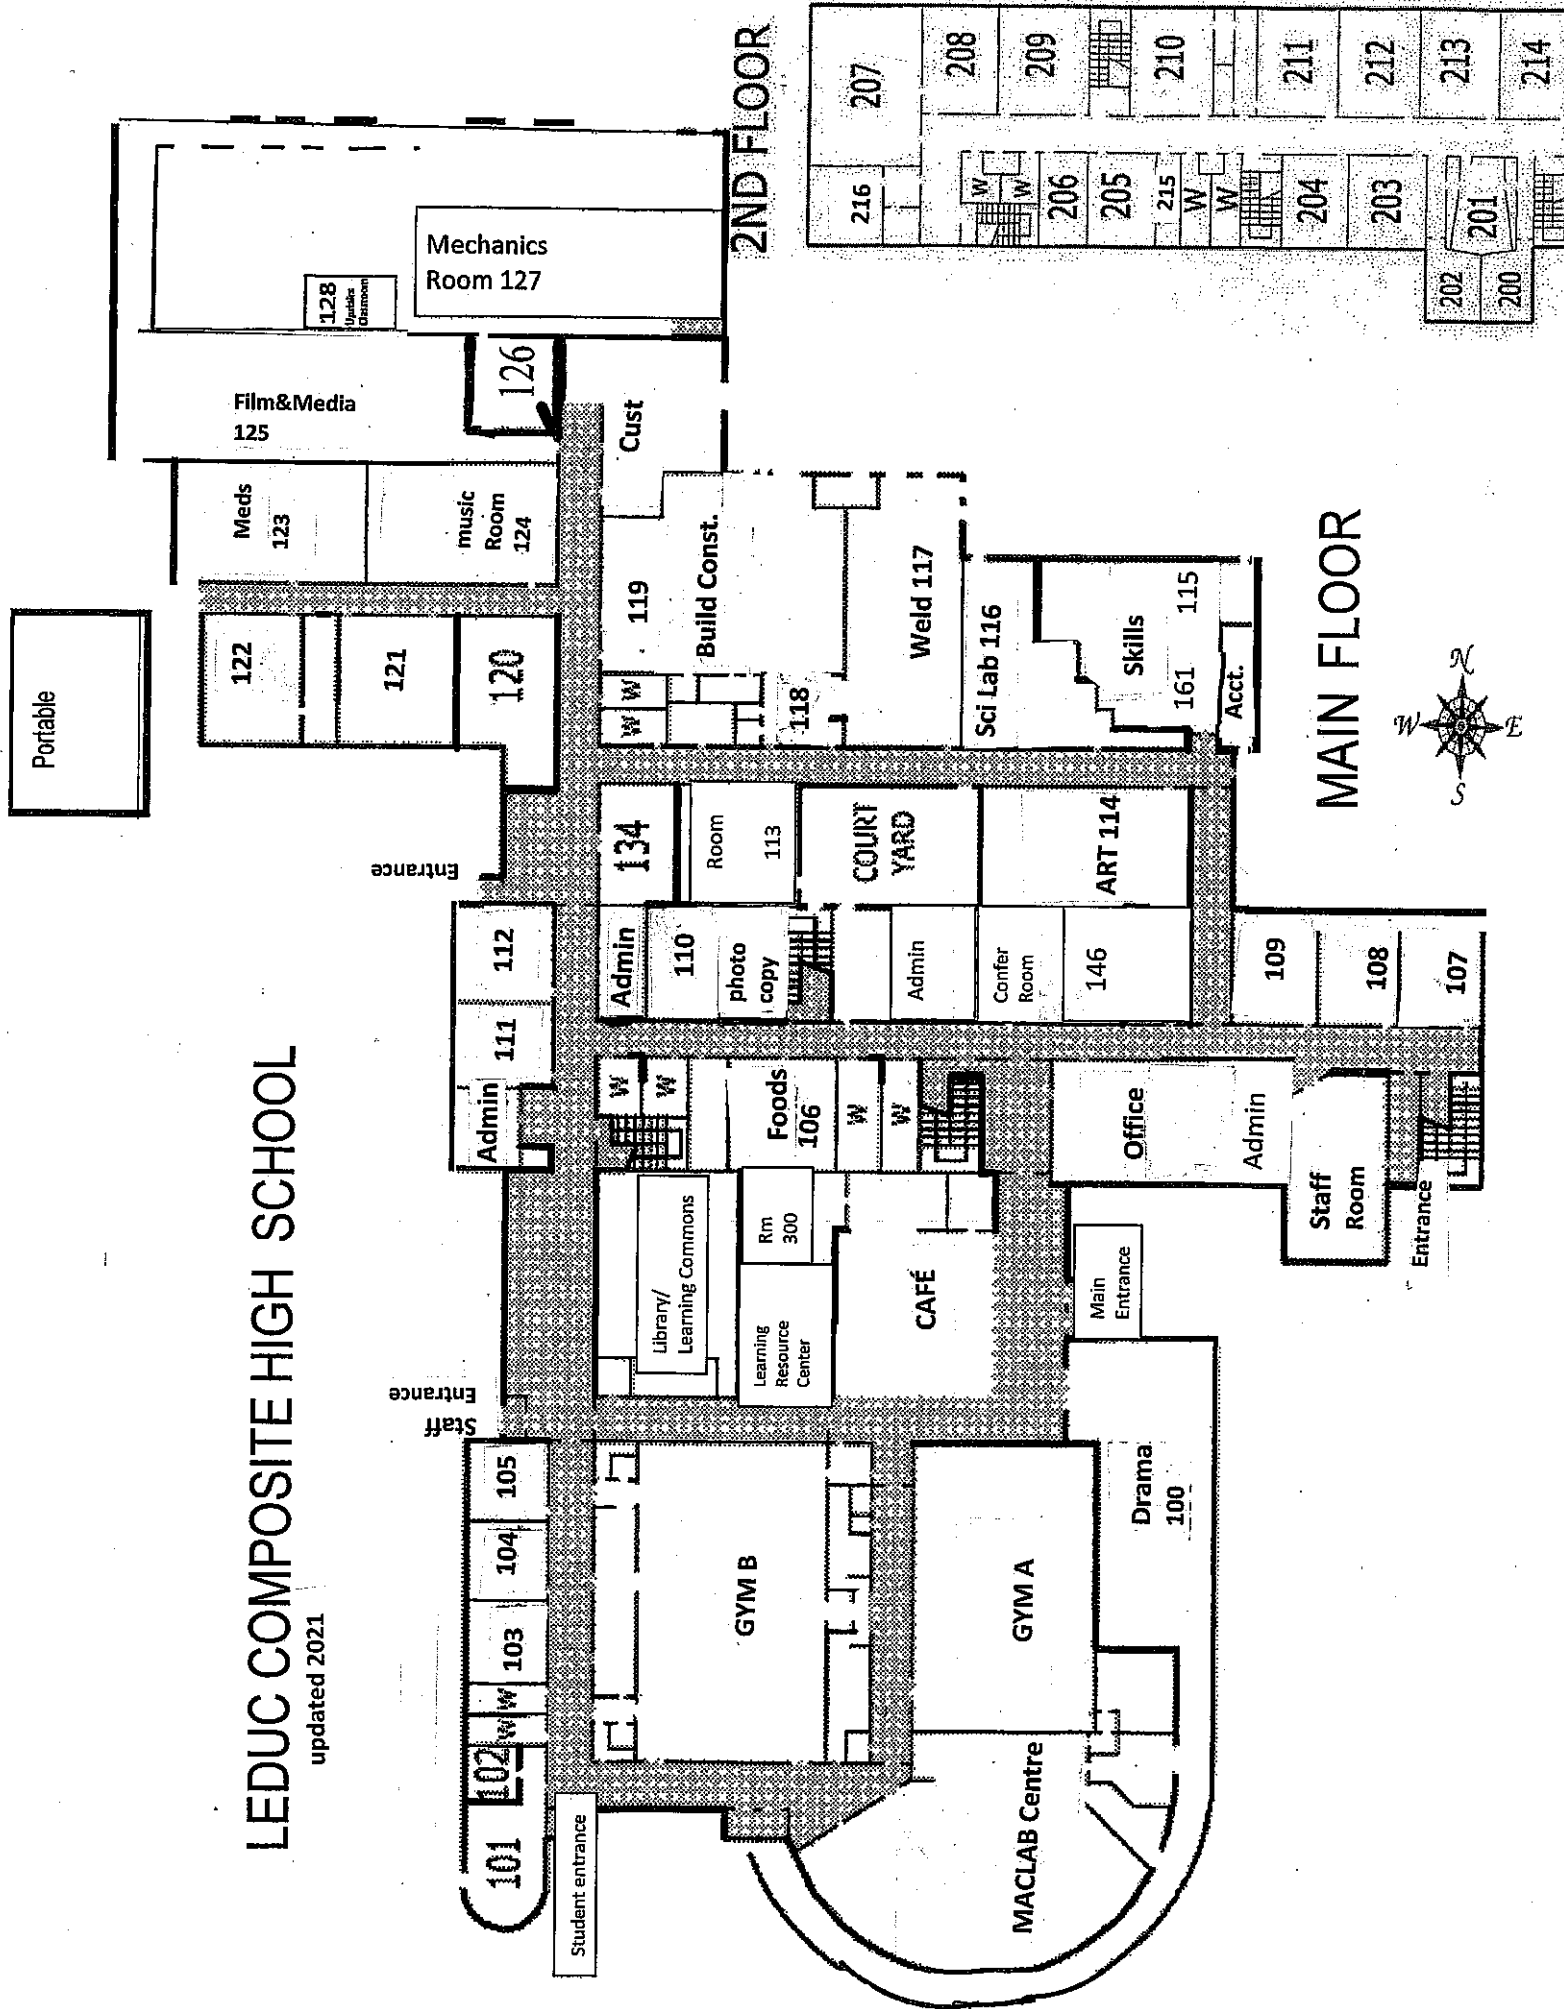 LEDUC COMPOSITE HIGH SCHOOL
updated 2021
Portable
Mechanics
Room 127
128
Upstairs
Classroom
Film&Media
125
126
Meds
123
music
Room
124
Cust
122
121
120
119
Build Const.
W
W
118
Weld 117
Sci Lab 116
Skills
115
161
Acct.
Entrance
134
Room
113
COURT
YARD
ART 114
112
111
Admin
Admin
110
photo
copy
Admin
Confer
Room
146
109
108
107
W
W
Foods
106
W
W
Office
Admin
Staff
Room
Entrance
Library/
Learning Commons
Rm
300
Learning
Resource
Center
CAFÉ
Main
Entrance
Staff
Entrance
105
104
103
W
W
102
101
Student entrance
GYM B
GYM A
Drama
100
MACLAB Centre
MAIN FLOOR
N
W
E
S
2ND FLOOR
207
208
209
210
211
212
213
214
216
W
W
206
205
215
W
W
204
203
201
202
200